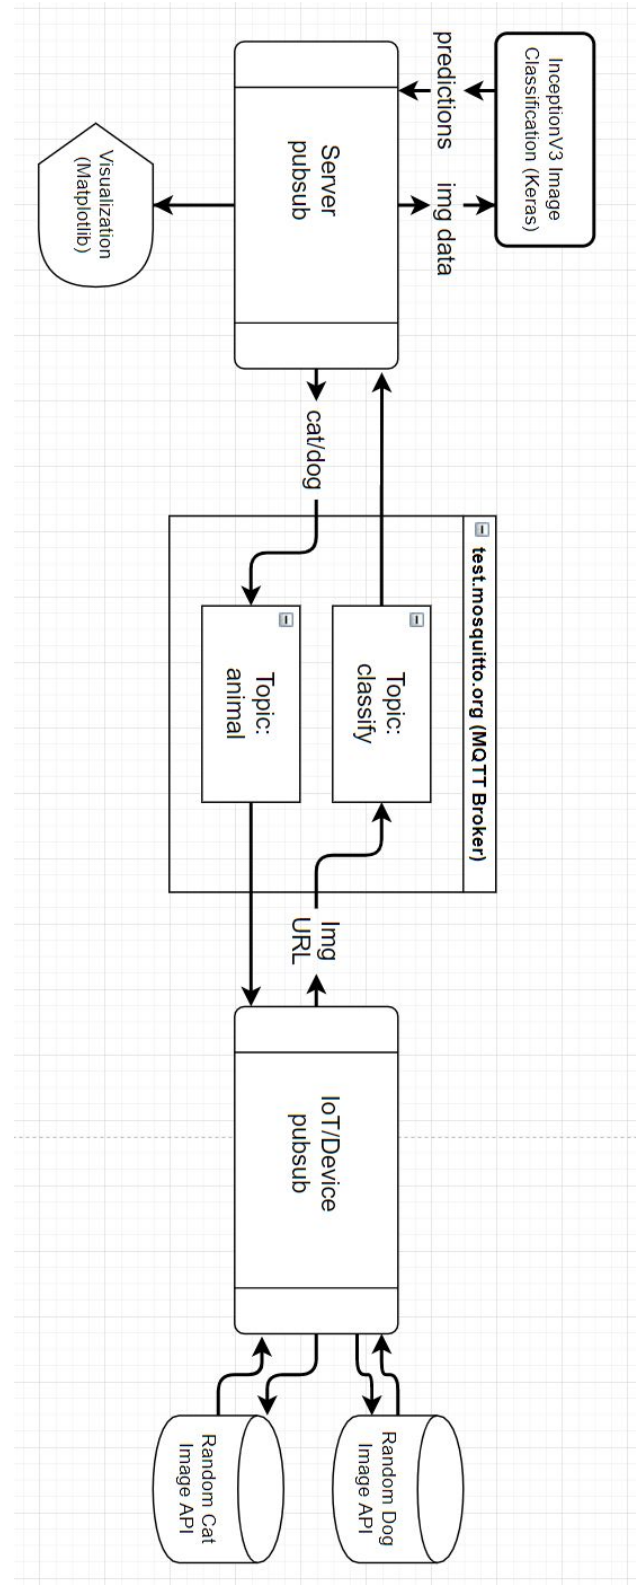 InceptionV3 Image
Classification (Keras)
predictions
img data
Server
pubsub
Visualization
(Matplotlib)
cat/dog
test.mosquitto.org (MQTT Broker)
Topic:
classify
Topic:
animal
Img
URL
IoT/Device
pubsub
Random Dog
Image API
Random Cat
Image API